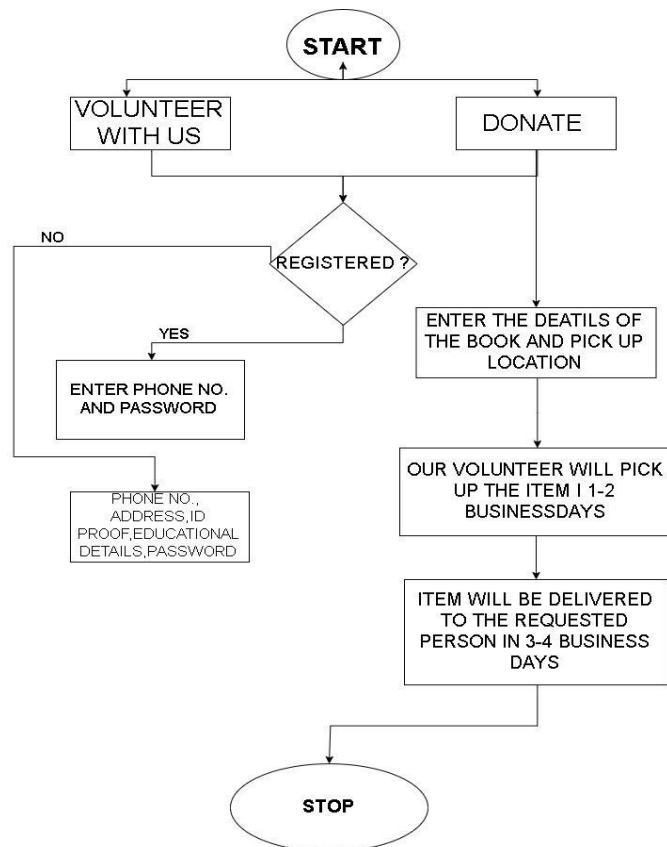 START
VOLUNTEER
WITH US
DONATE
NO
REGISTERED ?
YES
ENTER THE DEATILS OF
THE BOOK AND PICK UP
LOCATION
ENTER PHONE NO.
AND PASSWORD
OUR VOLUNTEER WILL PICK
UP THE ITEM I 1-2
BUSINESSDAYS
PHONE NO.,
ADDRESS,ID
PROOF,EDUCATIONAL
DETAILS,PASSWORD
ITEM WILL BE DELIVERED
TO THE REQUESTED
PERSON IN 3-4 BUSINESS
DAYS
STOP